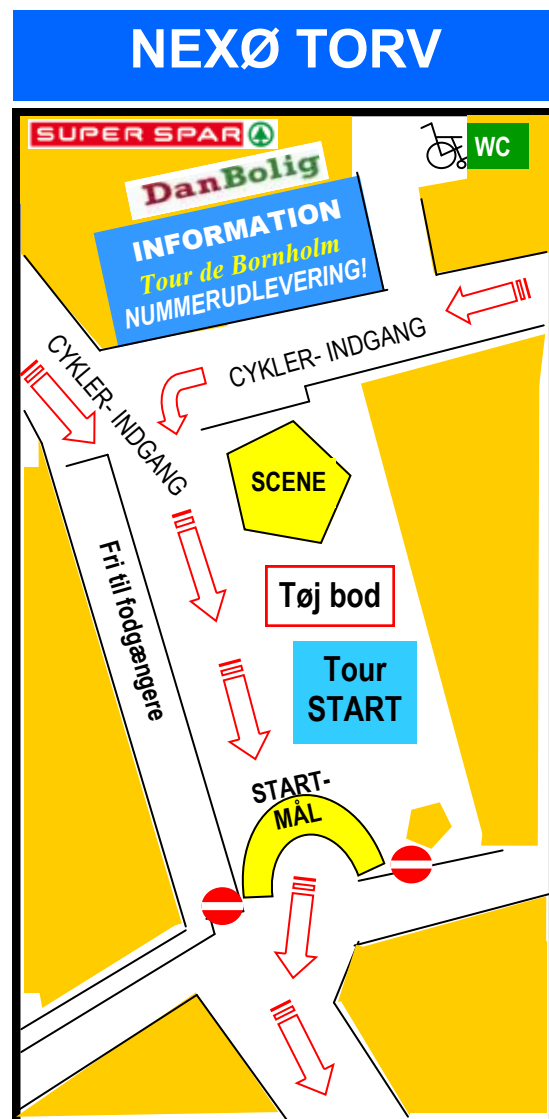 NEXØ TORV
SUPER SPAR
WC
DanBolig
INFORMATION
Tour de Bornholm
NUMMERUDLEVERING!
CYKLER- INDGANG
CYKLER- INDGANG
SCENE
Fri til fodgængere
Tøj bod
Tour
START
START-
MÅL